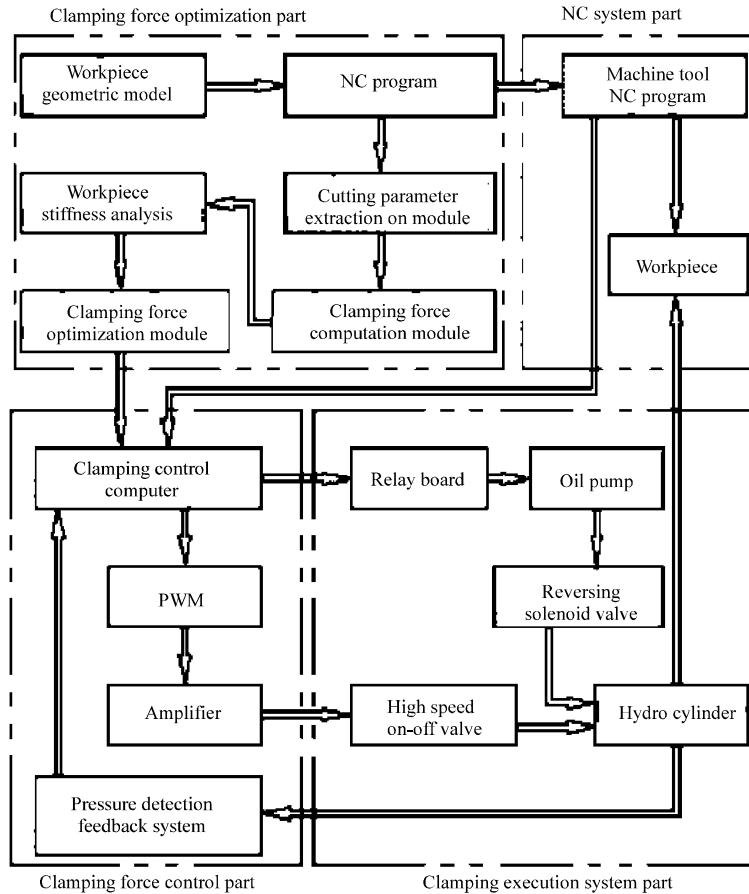 Clamping force optimization part
NC system part
Workpiece
geometric model
NC program
Machine tool
NC program
Workpiece
stiffness analysis
Cutting parameter
extraction on module
Workpiece
Clamping force
optimization module
Clamping force
computation module
Clamping control
computer
Relay board
Oil pump
PWM
Reversing
solenoid valve
Amplifier
High speed
on-off valve
Hydro cylinder
Pressure detection
feedback system
Clamping force control part
Clamping execution system part